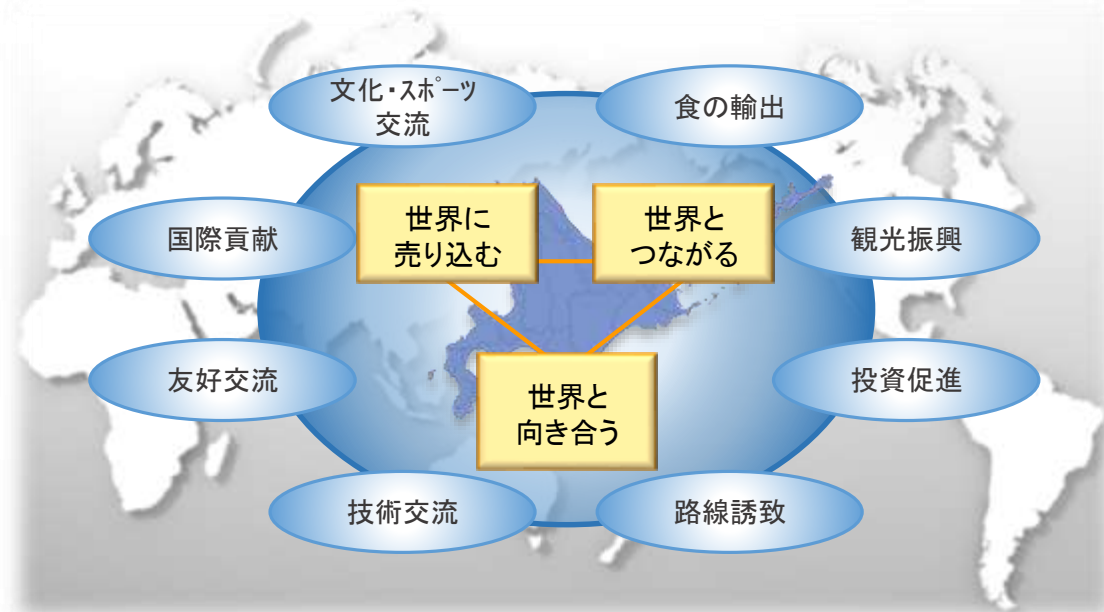 文化・ｽﾎﾟｰﾂ
交流
食の輸出
世界に
売り込む
世界と
つながる
国際貢献
観光振興
友好交流
投資促進
世界と
向き合う
技術交流
路線誘致